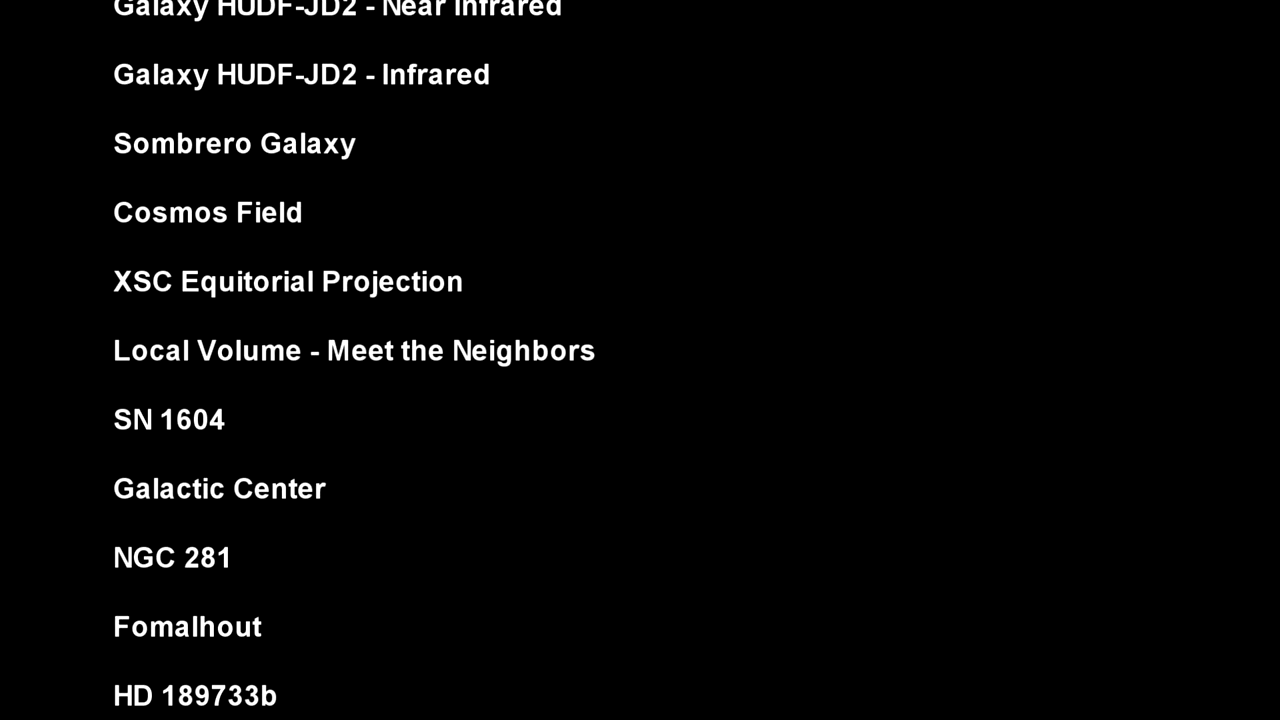 Galaxy HUDF-JD2 - Near Infrared
Galaxy HUDF-JD2 - Infrared
Sombrero Galaxy
Cosmos Field
XSC Equitorial Projection
Local Volume - Meet the Neighbors
SN 1604
Galactic Center
NGC 281
Fomalhout
HD 189733b